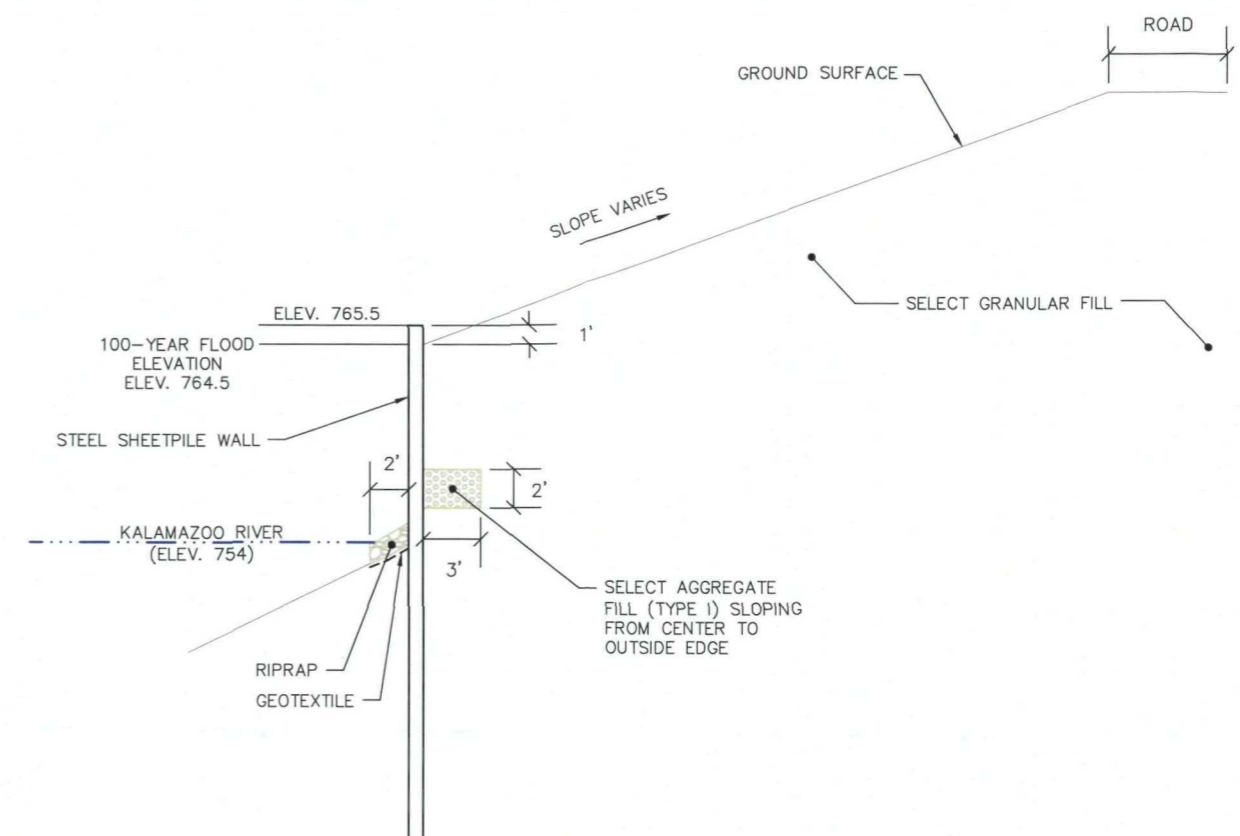 ROAD
GROUND SURFACE
SLOPE VARIES
SELECT GRANULAR FILL
ELEV. 765.5
1'
100-YEAR FLOOD
ELEVATION
ELEV. 764.5
STEEL SHEETPILE WALL
2'
2'
KALAMAZOO RIVER
(ELEV. 754)
3'
SELECT AGGREGATE
FILL (TYPE I) SLOPING
FROM CENTER TO
OUTSIDE EDGE
RIPRAP
GEOTEXTILE